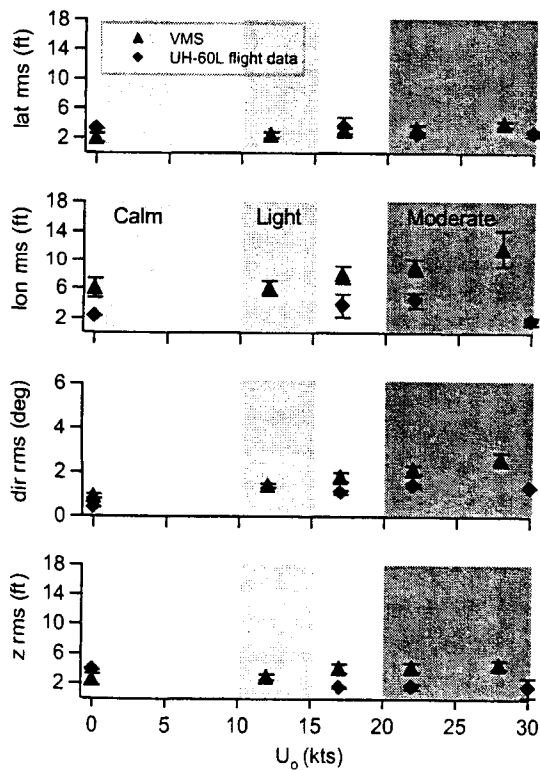 18
14
10
6
2
lat rms (ft)
VMS
UH-60L flight data
18
14
10
6
2
lon rms (ft)
Calm
Light
Moderate
6
4
2
0
dir rms (deg)
18
14
10
6
2
z rms (ft)
0
5
10
15
20
25
30
Uo (kts)